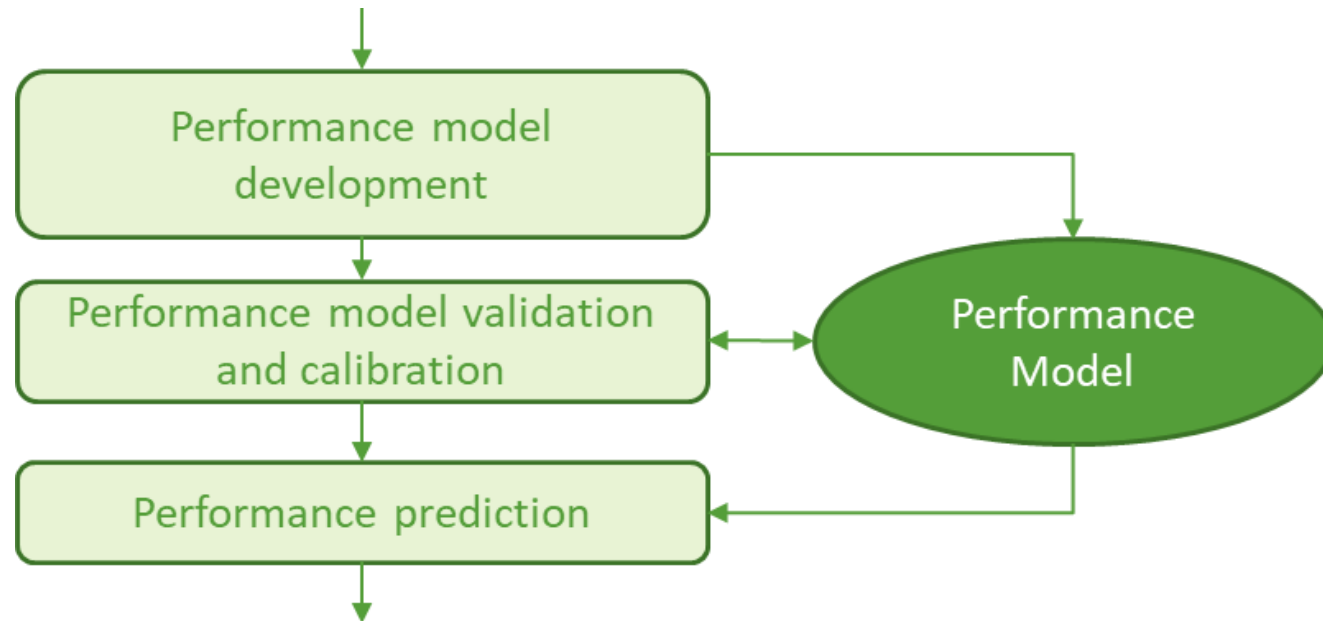 Performance model
development
Performance model validation
and calibration
Performance
Model
Performance prediction